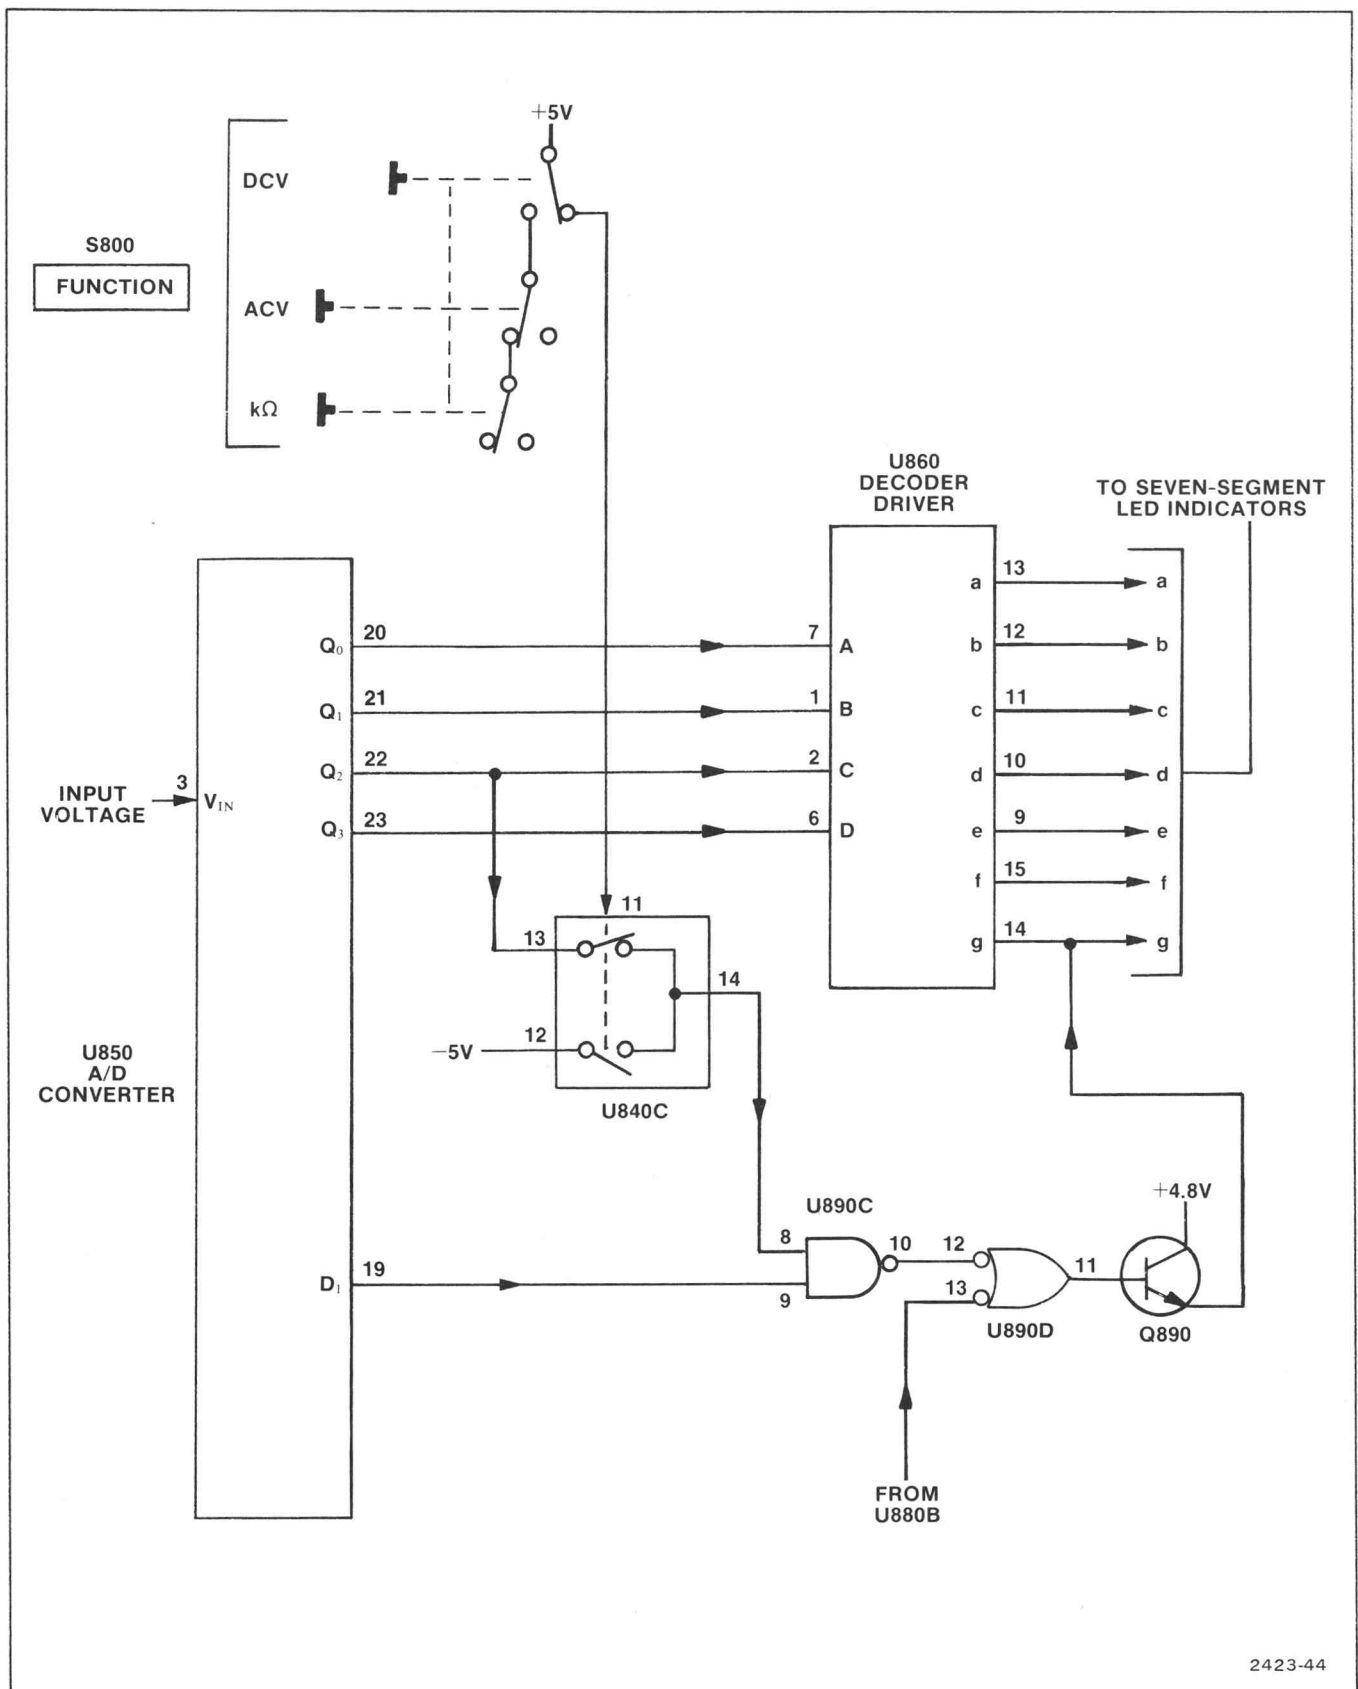 +5V
DCV
S800
FUNCTION
ACV
kΩ
U860
DECODER
DRIVER
TO SEVEN-SEGMENT
LED INDICATORS
a 13 a
Q0 20 7 A b 12 b
Q1 21 1 B c 11 c
Q2 22 2 C d 10 d
INPUT
VOLTAGE
3 VIN
Q3 23 6 D e 9 e
f 15 f
g 14 g
11
13
14
12
−5V
U840C
U850
A/D
CONVERTER
+4.8V
U890C
8
10 12
11
D1 19
9
13
U890D
Q890
FROM
U880B
2423-44